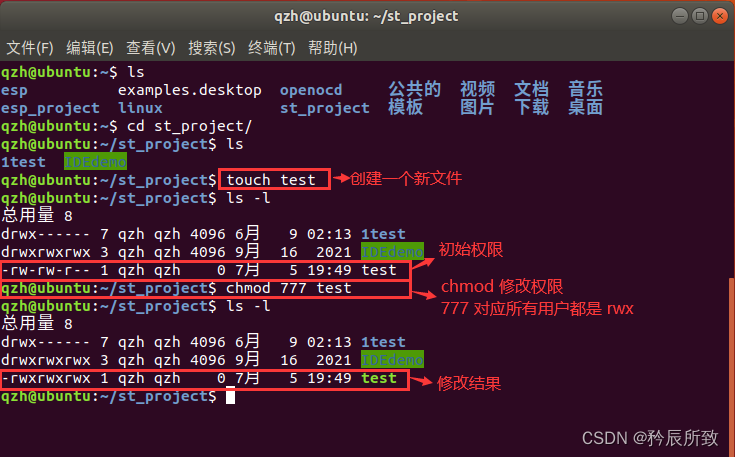 qzh@ubuntu: ~/st_project
文件(F) 编辑(E) 查看(V) 搜索(S) 终端(T) 帮助(H)
qzh@ubuntu:~$ ls
esp examples.desktop openocd 公共的 视频 文档 音乐
esp_project linux st_project 模板 图片 下载 桌面
qzh@ubuntu:~$ cd st_project/
qzh@ubuntu:~/st_project$ ls
1test IDEdemo
qzh@ubuntu:~/st_project$ touch test 创建一个新文件
qzh@ubuntu:~/st_project$ ls -l
总用量 8
drwx------ 7 qzh qzh 4096 6月 9 02:13 1test
drwxrwxrwx 3 qzh qzh 4096 9月 16 2021 IDEdemo 初始权限
-rw-rw-r-- 1 qzh qzh 0 7月 5 19:49 test
qzh@ubuntu:~/st_project$ chmod 777 test chmod 修改权限
qzh@ubuntu:~/st_project$ ls -l 777 对应所有用户都是 rwx
总用量 8
drwx------ 7 qzh qzh 4096 6月 9 02:13 1test
drwxrwxrwx 3 qzh qzh 4096 9月 16 2021 IDEdemo
-rwxrwxrwx 1 qzh qzh 0 7月 5 19:49 test 修改结果
qzh@ubuntu:~/st_project$
CSDN @矜辰所致